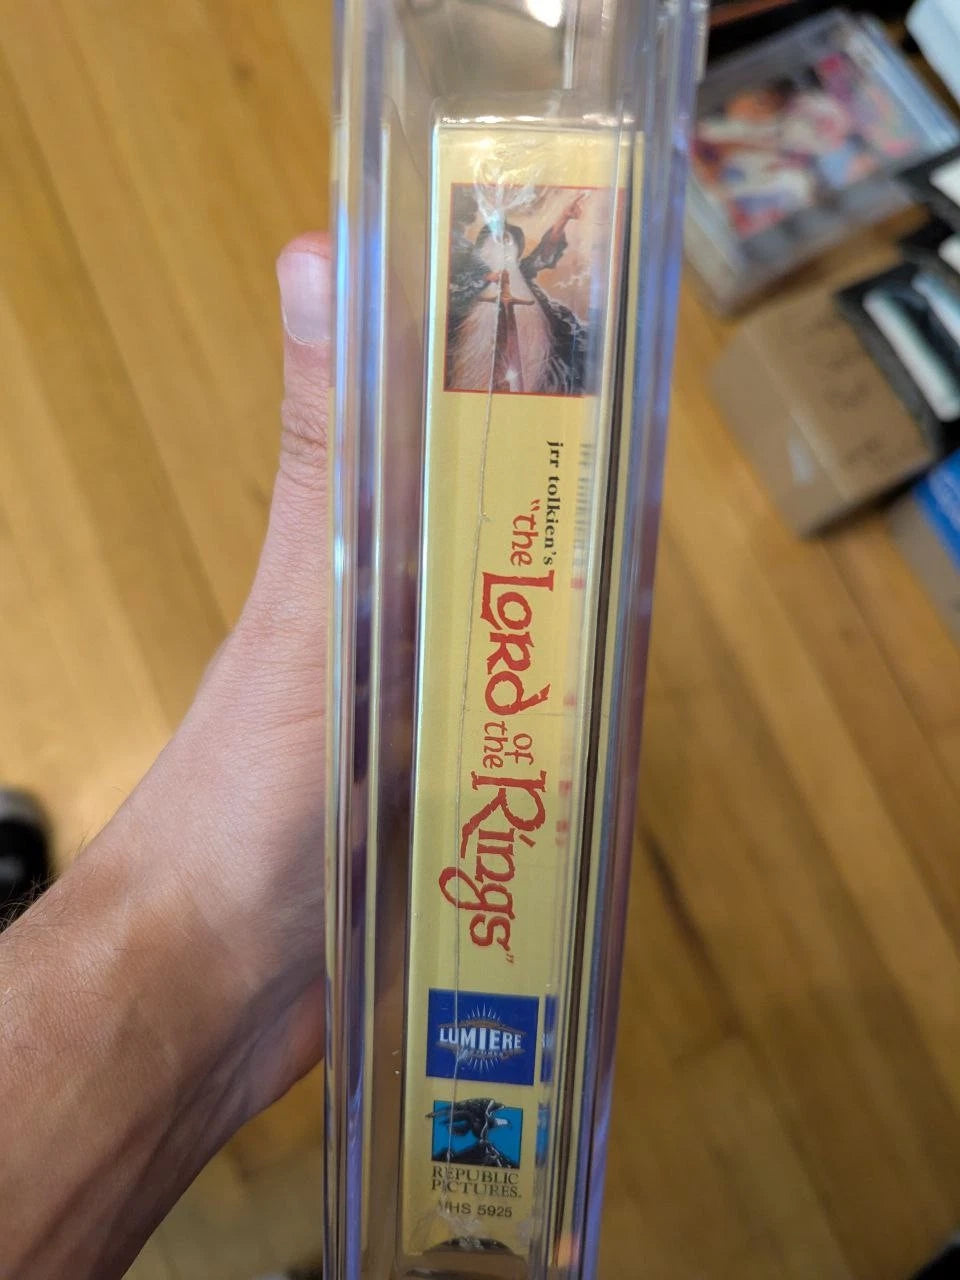 jrr tolkien's
"the Lord
of
the Rings"
LUMIERE
REPUBLIC
PICTURES.
VHS 5925